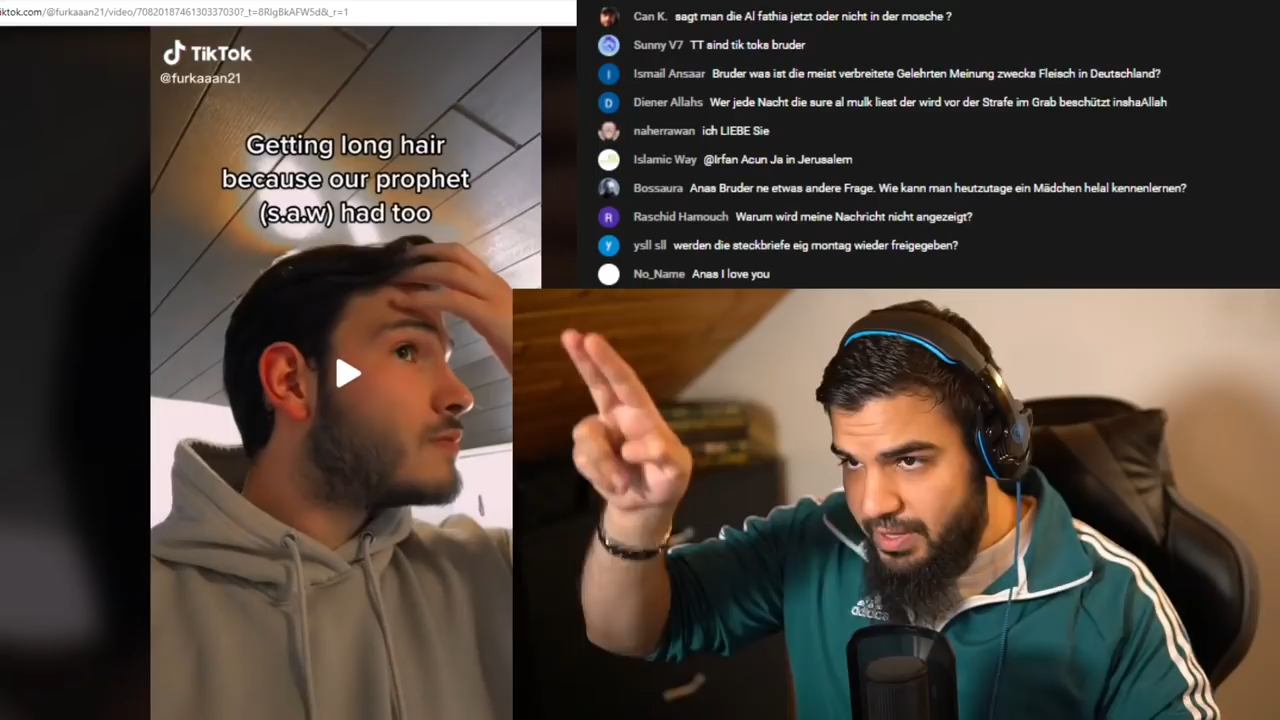 iktok.com/@furkaaan21/video/7082018746130337030?_t=8RlgBkAFW5d&_r=1
TikTok
@furkaaan21
Getting long hair
because our prophet
(s.a.w) had too
Can K. sagt man die Al fathia jetzt oder nicht in der mosche ?
Sunny V7 TT sind tik toks bruder
Ismail Ansaar Bruder was ist die meist verbreitete Gelehrten Meinung zwecks Fleisch in Deutschland?
Diener Allahs Wer jede Nacht die sure al mulk liest der wird vor der Strafe im Grab beschützt inshaAllah
naherrawan ich LIEBE Sie
Islamic Way @Irfan Acun Ja in Jerusalem
Bossaura Anas Bruder ne etwas andere Frage. Wie kann man heutzutage ein Mädchen helal kennenlernen?
R
Raschid Hamouch Warum wird meine Nachricht nicht angezeigt?
y
ysll sll werden die steckbriefe eig montag wieder freigegeben?
No_Name Anas I love you
I
D
adidas